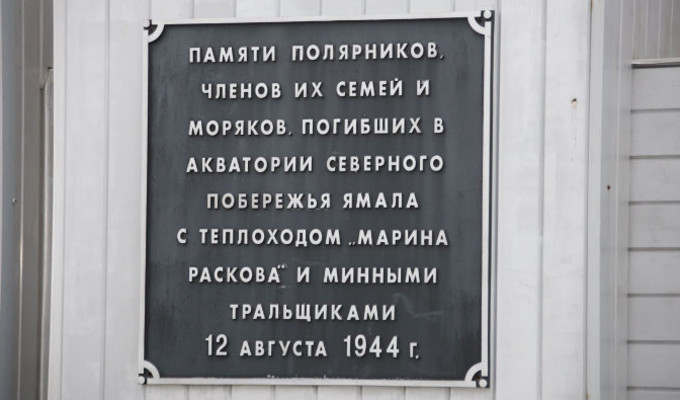 ПАМЯТИ ПОЛЯРНИКОВ,
ЧЛЕНОВ ИХ СЕМЕЙ И
МОРЯКОВ, ПОГИБШИХ В
АКВАТОРИИ СЕВЕРНОГО
ПОБЕРЕЖЬЯ ЯМАЛА
С ТЕПЛОХОДОМ „МАРИНА
РАСКОВА“ И МИННЫМИ
ТРАЛЬЩИКАМИ
12 АВГУСТА 1944 г.